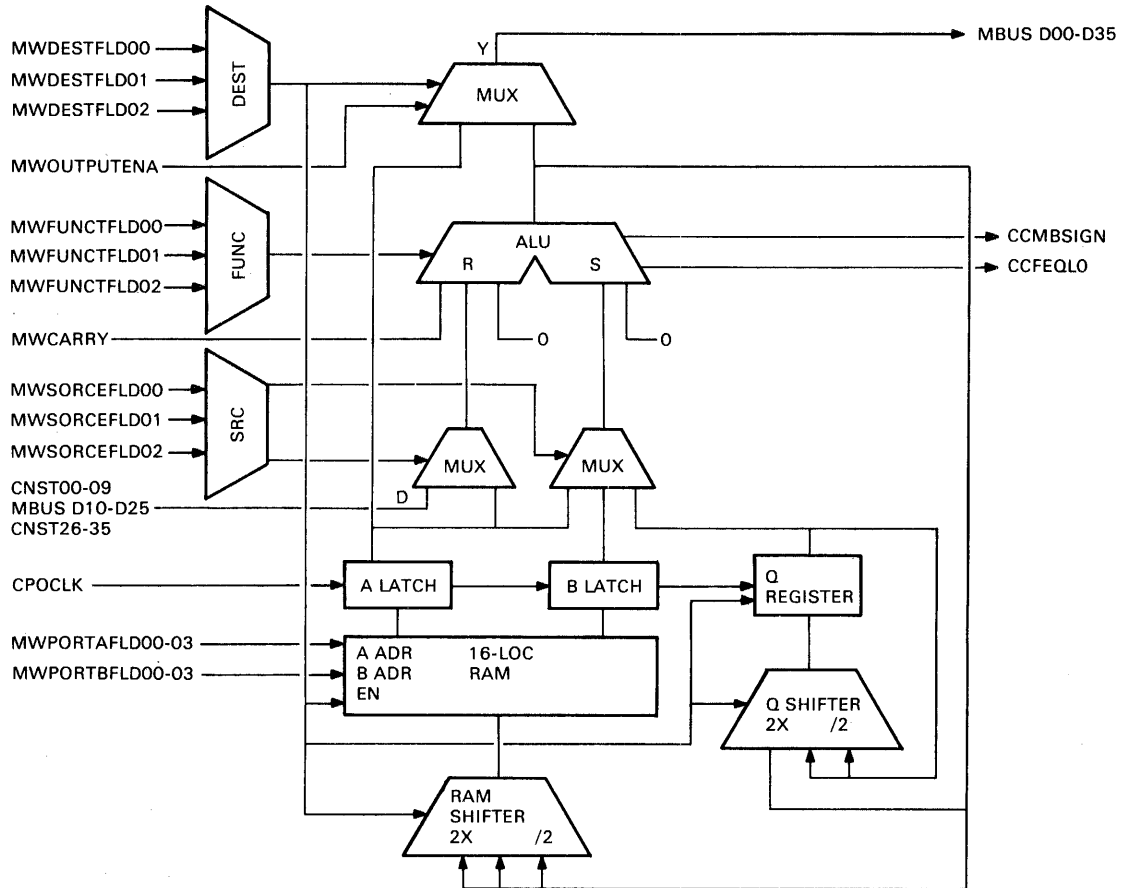 MWDESTFLD00
MWDESTFLD01
MWDESTFLD02
DEST
Y
MUX
MBUS D00-D35
MWOUTPUTENA
MWFUNCTFLD00
MWFUNCTFLD01
MWFUNCTFLD02
FUNC
ALU
R S
CCMBSIGN
CCFEQL0
MWCARRY
0
0
MWSORCEFLD00
MWSORCEFLD01
MWSORCEFLD02
SRC
MUX
MUX
D
CNST00-09
MBUS D10-D25
CNST26-35
CPOCLK
A LATCH
B LATCH
Q
REGISTER
MWPORTAFLD00-03
MWPORTBFLD00-03
A ADR 16-LOC
B ADR RAM
EN
Q SHIFTER
2X /2
RAM
SHIFTER
2X /2